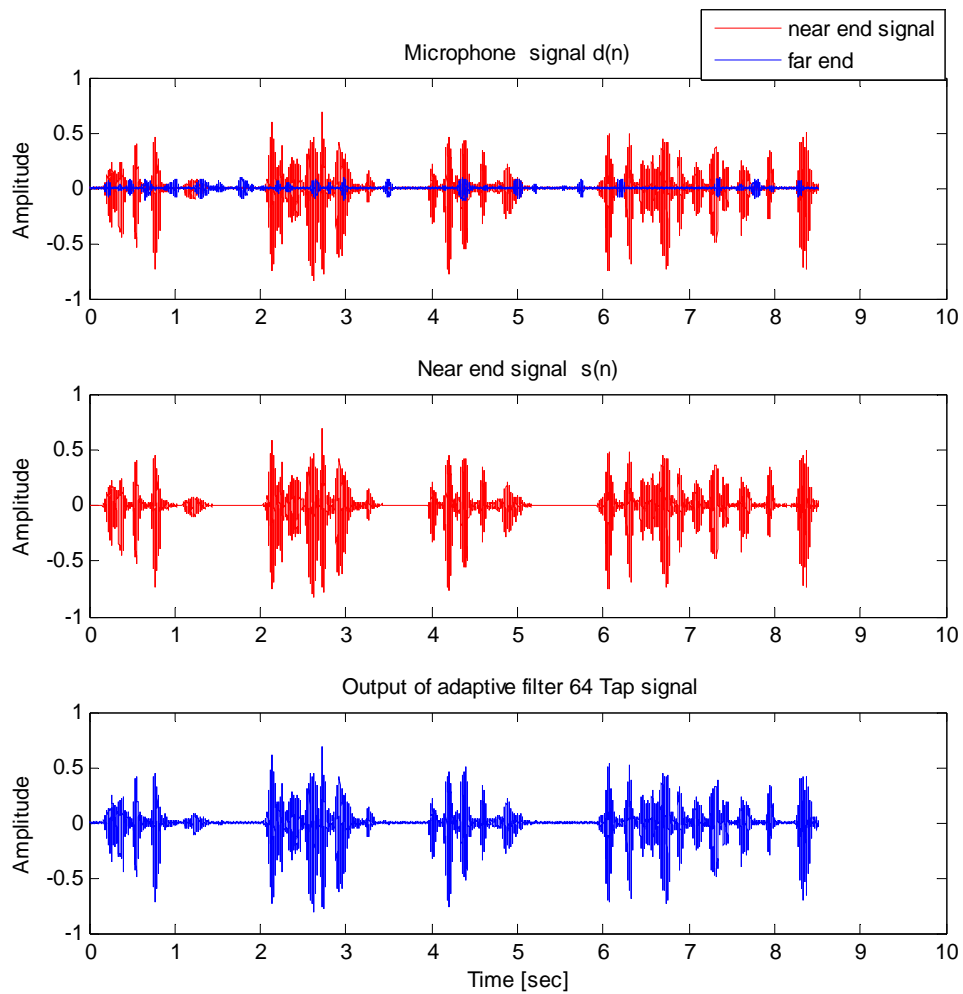 near end signal
far end
Microphone signal d(n)
1
0.5
0
-0.5
-1
Amplitude
0 1 2 3 4 5 6 7 8 9 10
Near end signal s(n)
1
0.5
0
-0.5
-1
Amplitude
0 1 2 3 4 5 6 7 8 9 10
Output of adaptive filter 64 Tap signal
1
0.5
0
-0.5
-1
Amplitude
0 1 2 3 4 5 6 7 8 9 10
Time [sec]